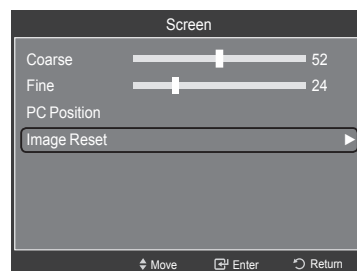 Screen
Coarse 52
Fine 24
PC Position
Image Reset
Move Enter Return